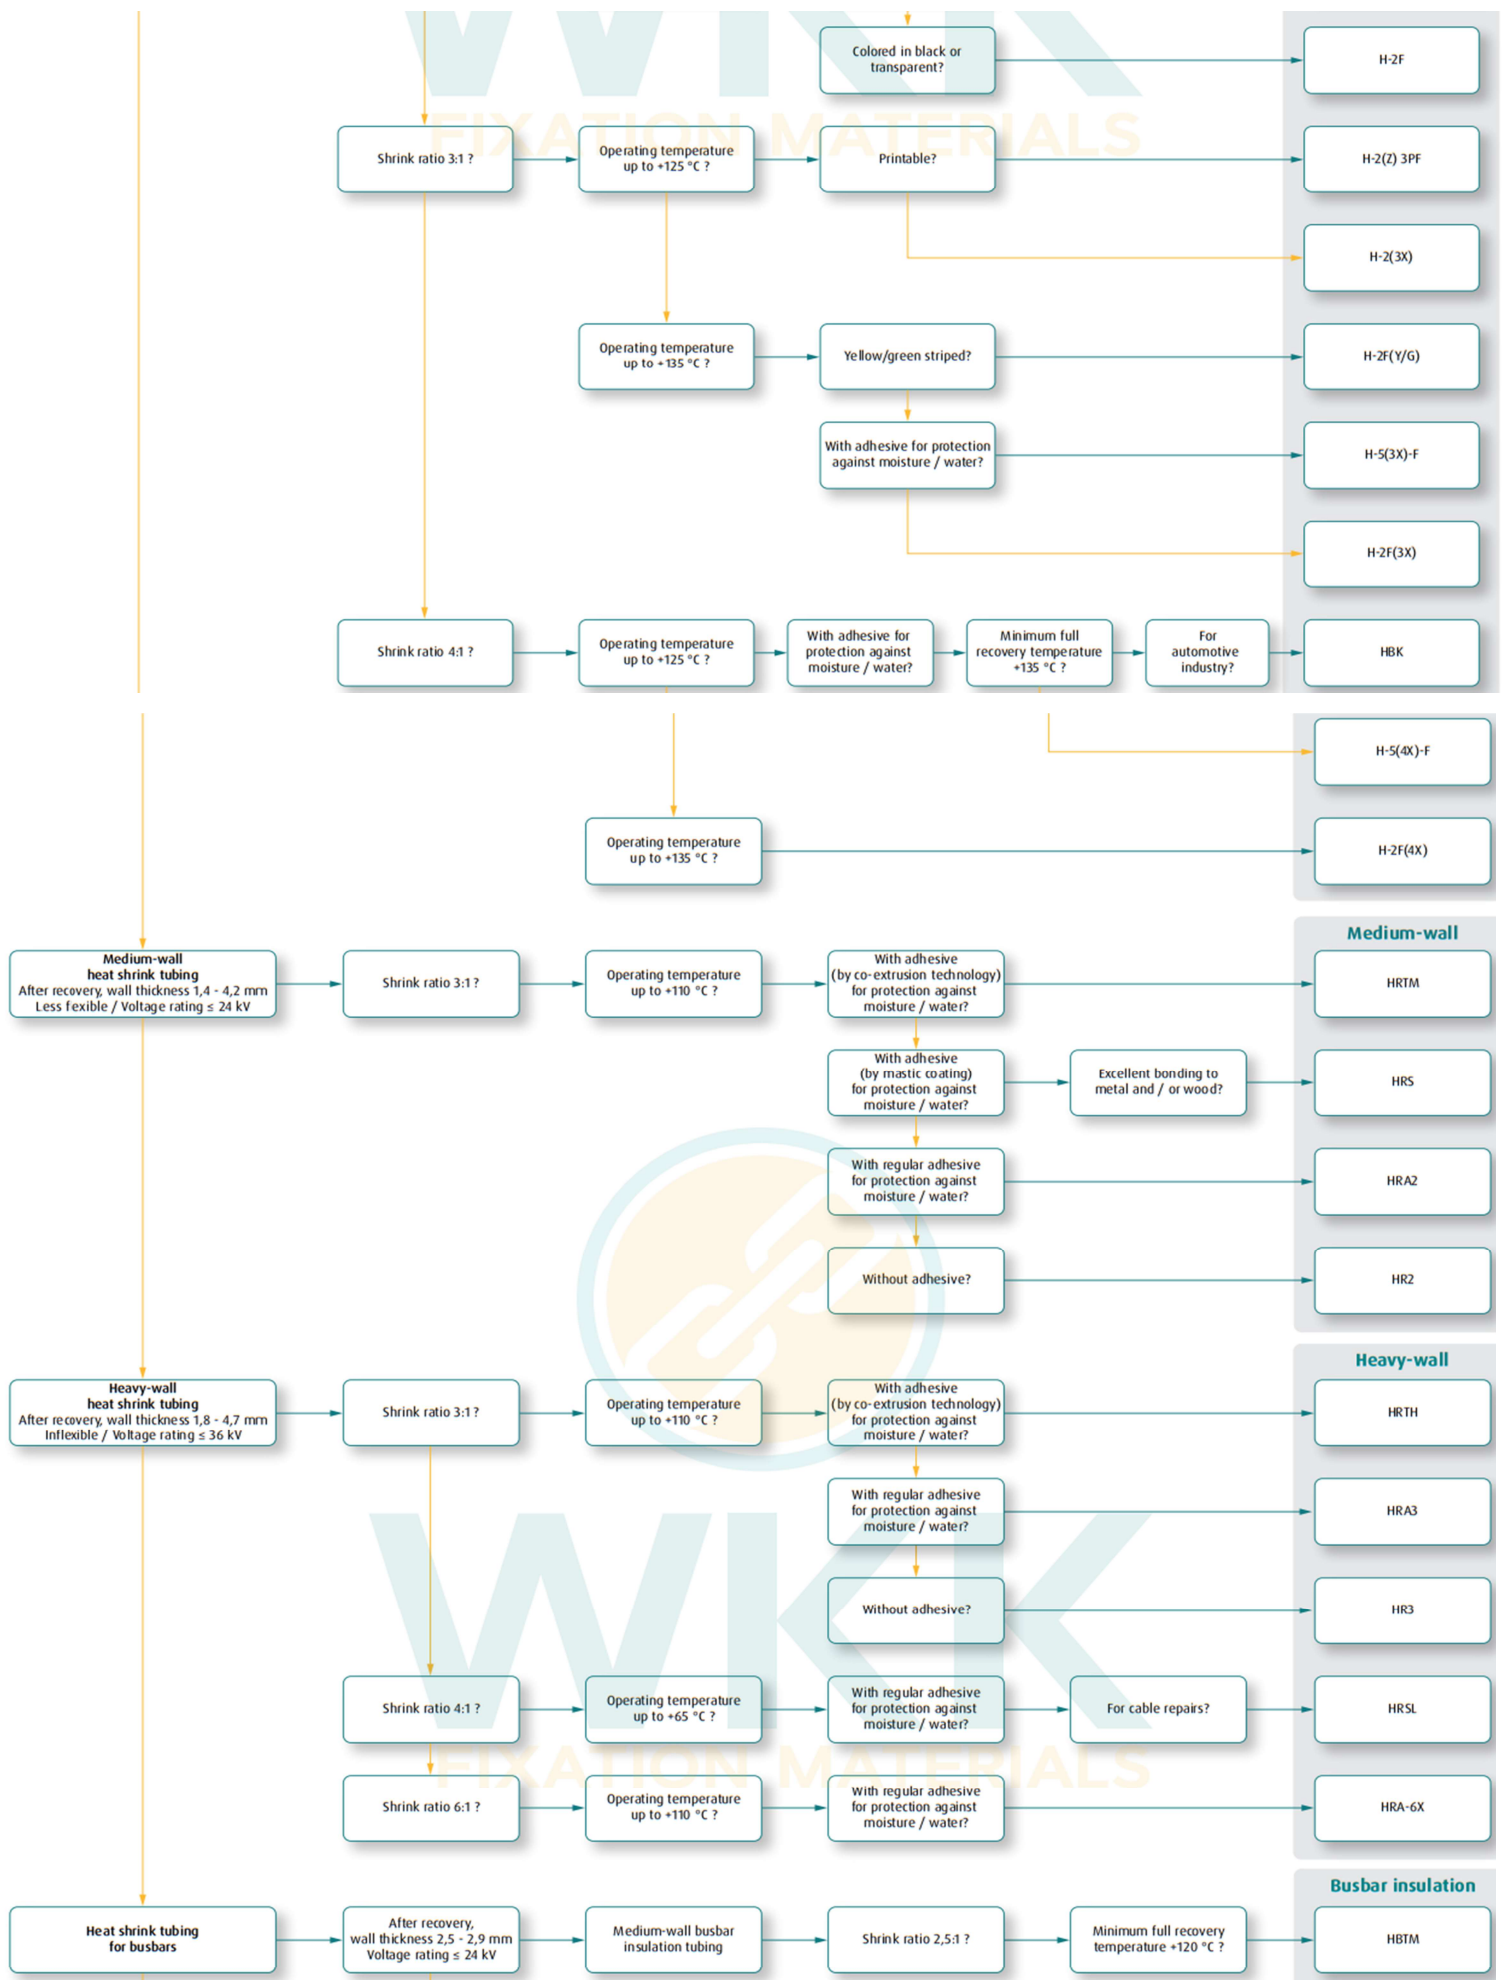 WKK
FIXATION MATERIALS
Colored in black or
transparent?
H-2F
Shrink ratio 3:1 ?
Operating temperature
up to +125 °C ?
Printable?
H-2(Z) 3PF
H-2(3X)
Operating temperature
up to +135 °C ?
Yellow/green striped?
H-2F(Y/G)
With adhesive for protection
against moisture / water?
H-5(3X)-F
H-2F(3X)
Shrink ratio 4:1 ?
Operating temperature
up to +125 °C ?
With adhesive for
protection against
moisture / water?
Minimum full
recovery temperature
+135 °C ?
For
automotive
industry?
HBK
H-5(4X)-F
Operating temperature
up to +135 °C ?
H-2F(4X)
Medium-wall
Medium-wall
heat shrink tubing
After recovery, wall thickness 1,4 - 4,2 mm
Less fexible / Voltage rating ≤ 24 kV
Shrink ratio 3:1 ?
Operating temperature
up to +110 °C ?
With adhesive
(by co-extrusion technology)
for protection against
moisture / water?
HRTM
With adhesive
(by mastic coating)
for protection against
moisture / water?
Excellent bonding to
metal and / or wood?
HRS
With regular adhesive
for protection against
moisture / water?
HRA2
Without adhesive?
HR2
Heavy-wall
Heavy-wall
heat shrink tubing
After recovery, wall thickness 1,8 - 4,7 mm
Inflexible / Voltage rating ≤ 36 kV
Shrink ratio 3:1 ?
Operating temperature
up to +110 °C ?
With adhesive
(by co-extrusion technology)
for protection against
moisture / water?
HRTH
With regular adhesive
for protection against
moisture / water?
HRA3
WKK
Without adhesive?
HR3
Shrink ratio 4:1 ?
Operating temperature
up to +65 °C ?
With regular adhesive
for protection against
moisture / water?
For cable repairs?
HRSL
FIXATION MATERIALS
Shrink ratio 6:1 ?
Operating temperature
up to +110 °C ?
With regular adhesive
for protection against
moisture / water?
HRA-6X
Busbar insulation
Heat shrink tubing
for busbars
After recovery,
wall thickness 2,5 - 2,9 mm
Voltage rating ≤ 24 kV
Medium-wall busbar
insulation tubing
Shrink ratio 2,5:1 ?
Minimum full recovery
temperature +120 °C ?
HBTM